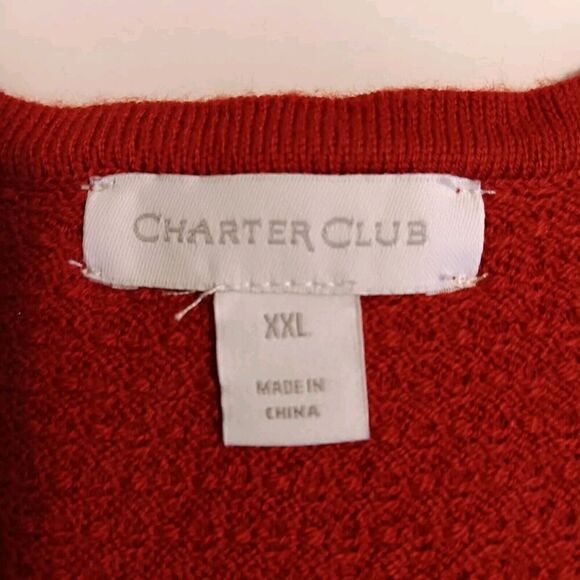 CHARTER CLUB
XXL
MADE IN
CHINA